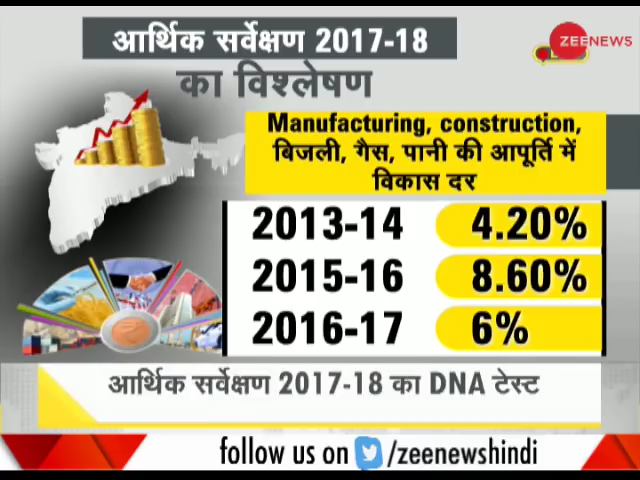 आर्थिक सर्वेक्षण 2017-18
ZEENEWS
का विश्लेषण
Manufacturing, construction,
बिजली, गैस, पानी की आपूर्ति में
विकास दर
2013-14 4.20%
2015-16 8.60%
2016-17 6%
आर्थिक सर्वेक्षण 2017-18 का DNA टेस्ट
follow us on /zeenewshindi